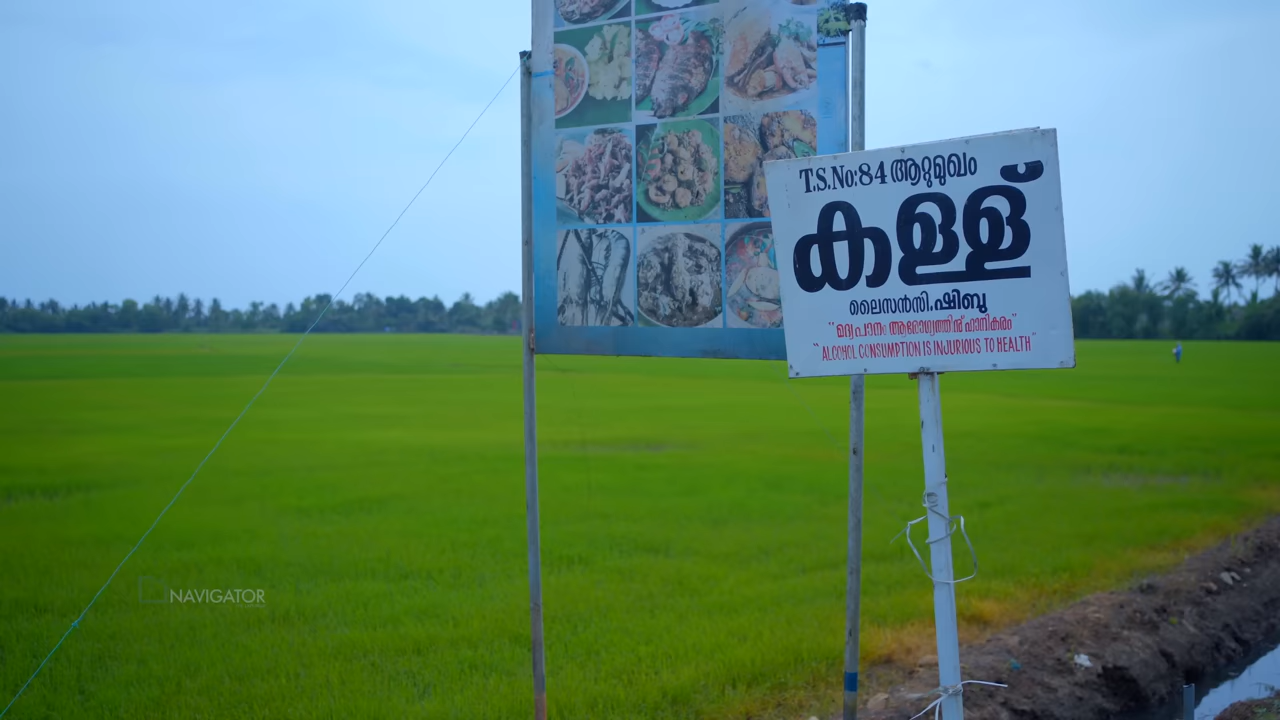 T.S.No:84 ആറുമുഖം
കള്ള്
ലൈസൻസി.ഷിബു
"മദ്യപാനം ആരോഗ്യത്തിന് ഹാനികരം"
"ALCOHOL CONSUMPTION IS INJURIOUS TO HEALTH"
NAVIGATOR